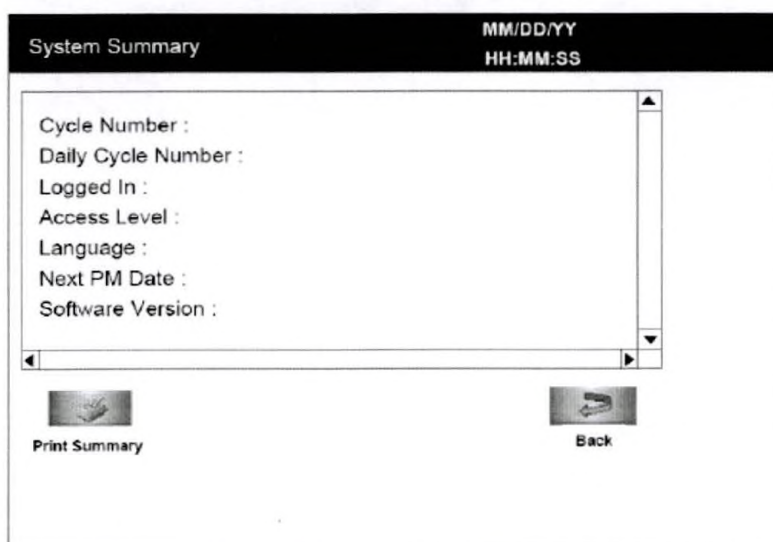 System Summary
MM/DD/YY
HH:MM:SS
Cycle Number :
Daily Cycle Number :
Logged In :
Access Level :
Language :
Next PM Date :
Software Version :
Print Summary
Back